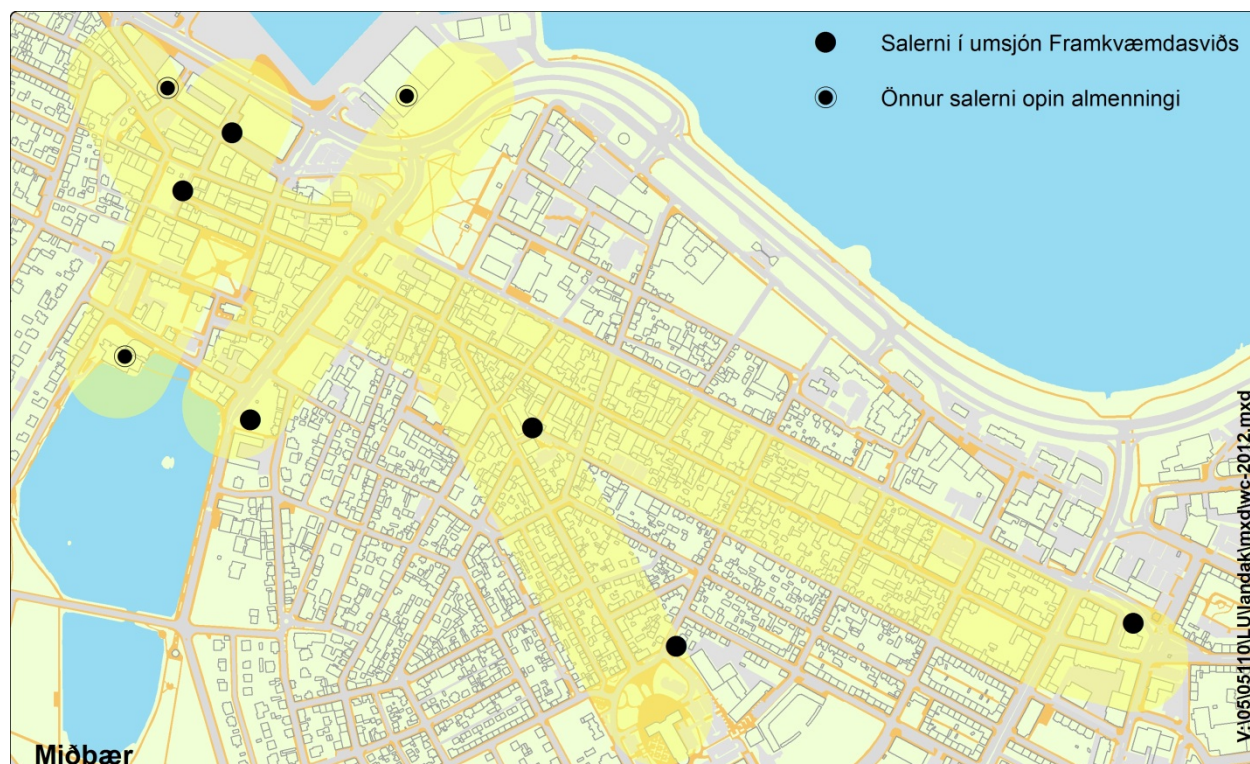 Salerni í umsjón Framkvæmdasviðs
Önnur salerni opin almenningi
V:\05\05110\LU\landak\mxd\wc-2012.mxd
Miðbær